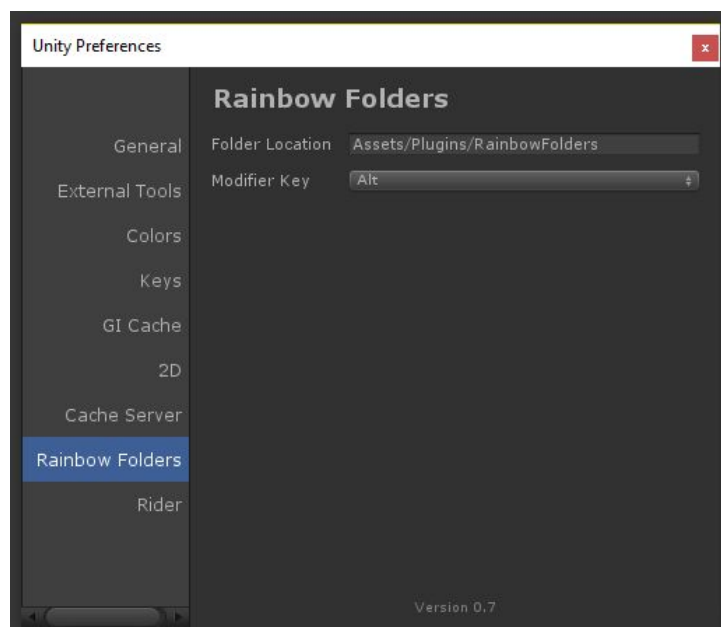 Unity Preferences
x
Rainbow Folders
General
External Tools
Colors
Keys
GI Cache
2D
Cache Server
Rainbow Folders
Rider
Folder Location Assets/Plugins/RainbowFolders
Modifier Key Alt
Version 0.7